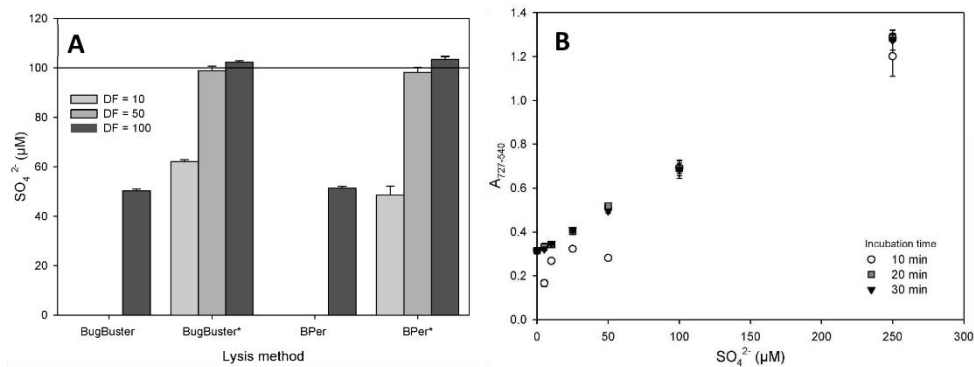 A
120
100
80
60
40
20
0
SO₄ ²⁻ (µM)
DF = 10
DF = 50
DF = 100
BugBuster
BugBuster*
BPer
BPer*
Lysis method
B
1.4
1.2
1.0
0.8
0.6
0.4
0.2
0.0
A₇₂₇₋₅₄₀
Incubation time
10 min
20 min
30 min
0
50
100
150
200
250
300
SO₄²⁻ (µM)